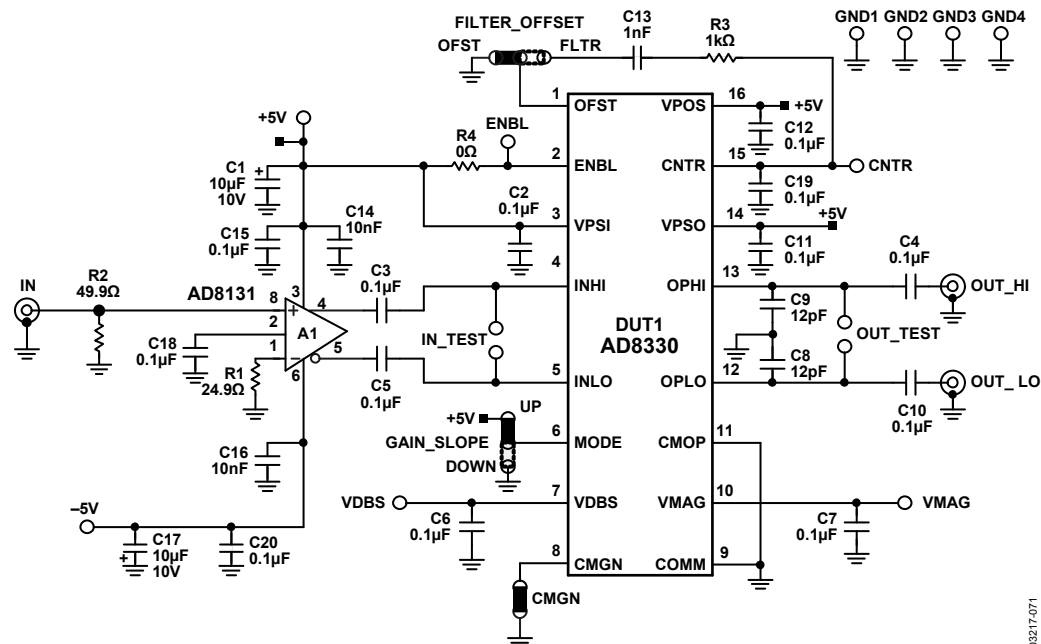 FILTER_OFFSET
OFST
FLTR
C13
1nF
R3
1kΩ
GND1 GND2 GND3 GND4
1
OFST
VPOS
16
+5V
C12
0.1µF
+5V
ENBL
R4
0Ω
2
ENBL
CNTR
15
CNTR
C1
+
10µF
10V
C2
0.1µF
C19
0.1µF
3
VPSI
VPSO
14
+5V
C15
0.1µF
C14
10nF
C11
0.1µF
C4
0.1µF
4
INHI
OPHI
13
OUT_HI
IN
R2
49.9Ω
AD8131
C3
0.1µF
8
3
4
+
2
A1
1
–
5
6
C18
0.1µF
R1
24.9Ω
IN_TEST
DUT1
AD8330
C9
12pF
C8
12pF
OUT_TEST
C5
0.1µF
5
INLO
OPLO
12
OUT_ LO
C10
0.1µF
+5V
UP
GAIN_SLOPE
DOWN
6
MODE
CMOP
11
C16
10nF
–5V
VDBS
7
VDBS
VMAG
10
VMAG
C17
10µF
10V
+
C20
0.1µF
C6
0.1µF
C7
0.1µF
8
CMGN
COMM
9
CMGN
03217-071